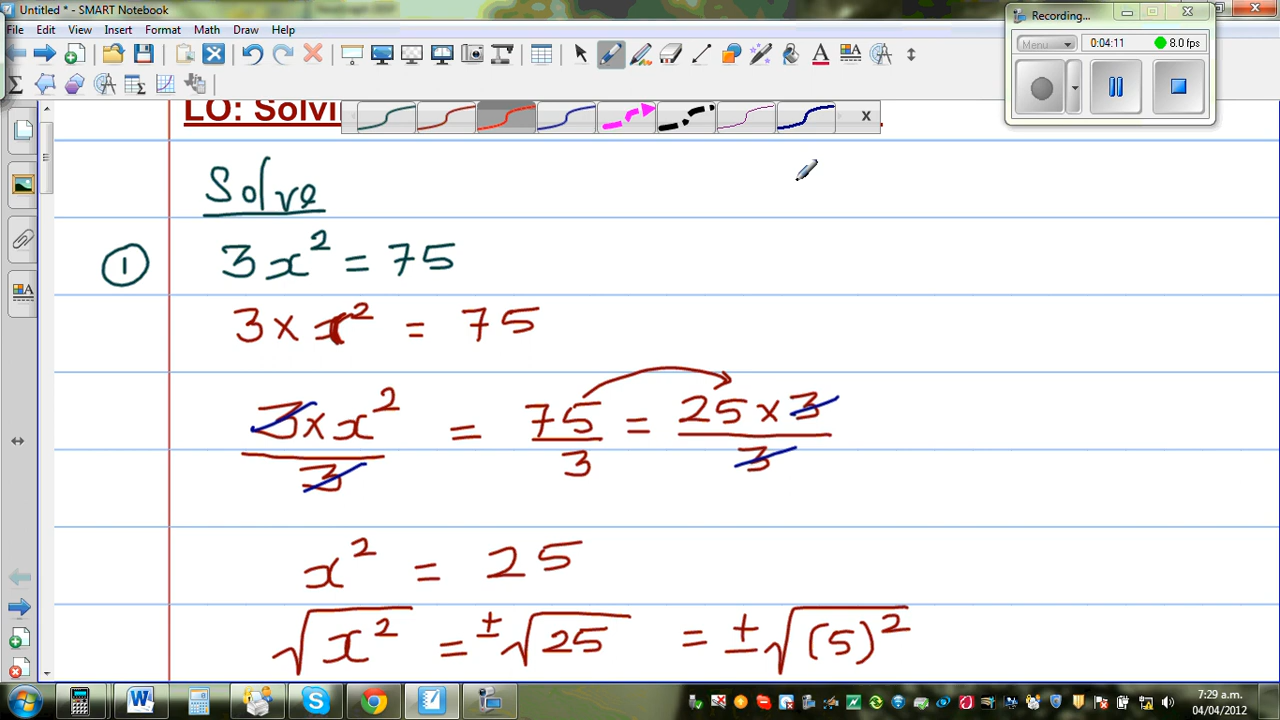 Untitled * - SMART Notebook
File Edit View Insert Format Math Draw Help
Recording...
Menu 0:04:11 8.0 fps
LO: Solvi
Solve
① 3x² = 75
3 × x² = 75
3 × x² / 3 = 75 / 3 = 25 × 3 / 3
x² = 25
√x² = ±√25 = ±√(5)²
7:29 a.m.
04/04/2012